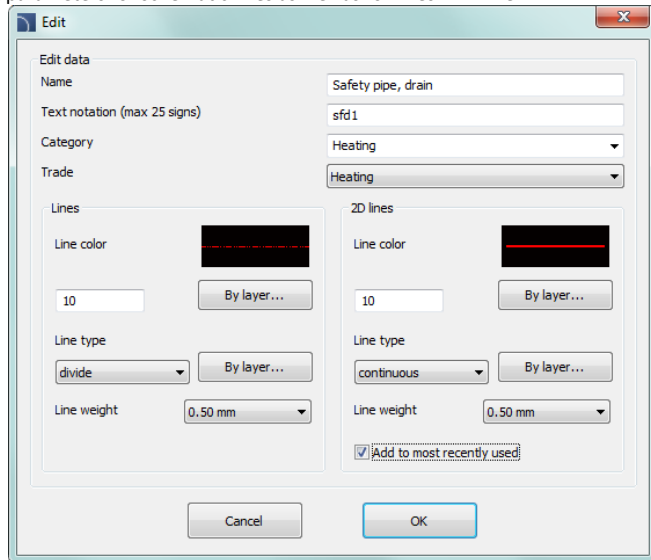 Edit
Edit data
Name
Safety pipe, drain
Text notation (max 25 signs)
sfd1
Category
Heating
Trade
Heating
Lines
Line color
10
By layer...
Line type
divide
By layer...
Line weight
0.50 mm
2D lines
Line color
10
By layer...
Line type
continuous
By layer...
Line weight
0.50 mm
Add to most recently used
Cancel
OK